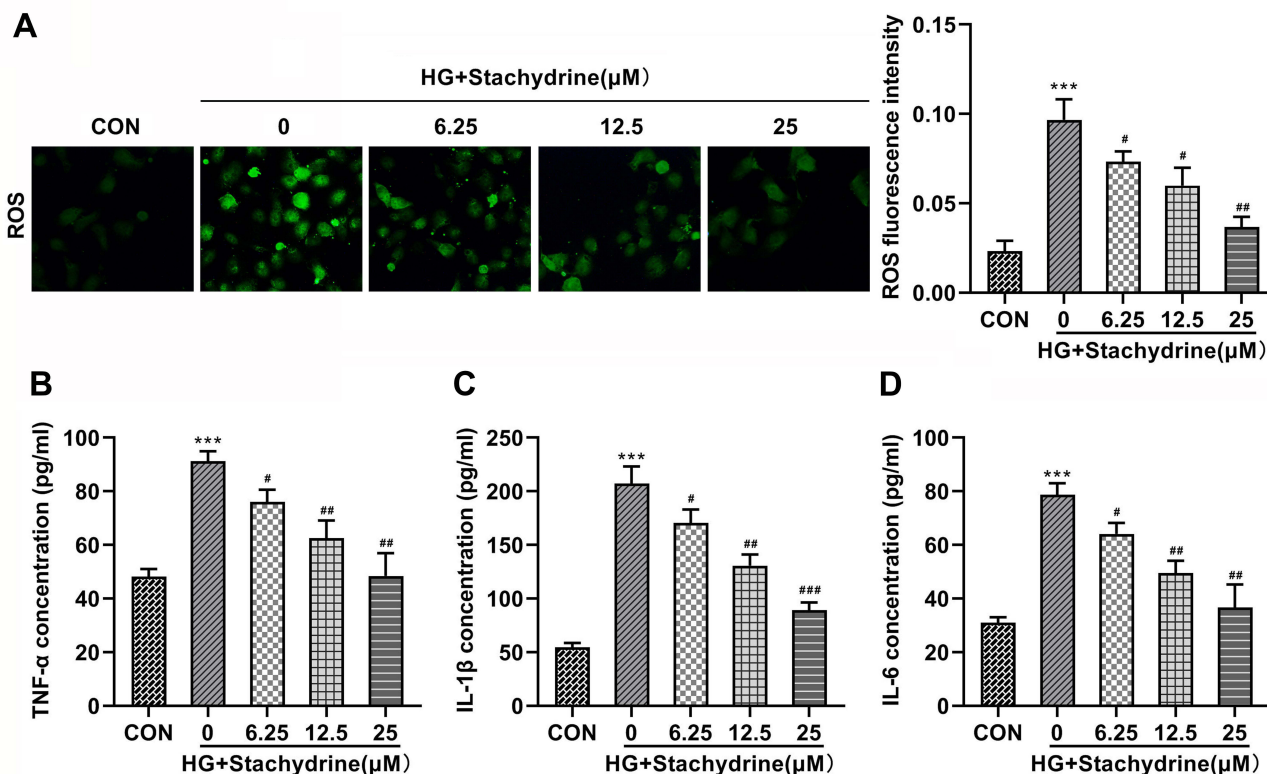 A
HG+Stachydrine(μM)
CON 0 6.25 12.5 25
ROS
ROS fluorescence intensity
0.15
0.10
0.05
0.00
***
#
#
##
CON 0 6.25 12.5 25
HG+Stachydrine(μM)
B
TNF-α concentration (pg/ml)
100
80
60
40
20
0
***
#
##
##
CON 0 6.25 12.5 25
HG+Stachydrine(μM)
C
IL-1β concentration (pg/ml)
250
200
150
100
50
0
***
#
##
###
CON 0 6.25 12.5 25
HG+Stachydrine(μM)
D
IL-6 concentration (pg/ml)
100
80
60
40
20
0
***
#
##
##
CON 0 6.25 12.5 25
HG+Stachydrine(μM)